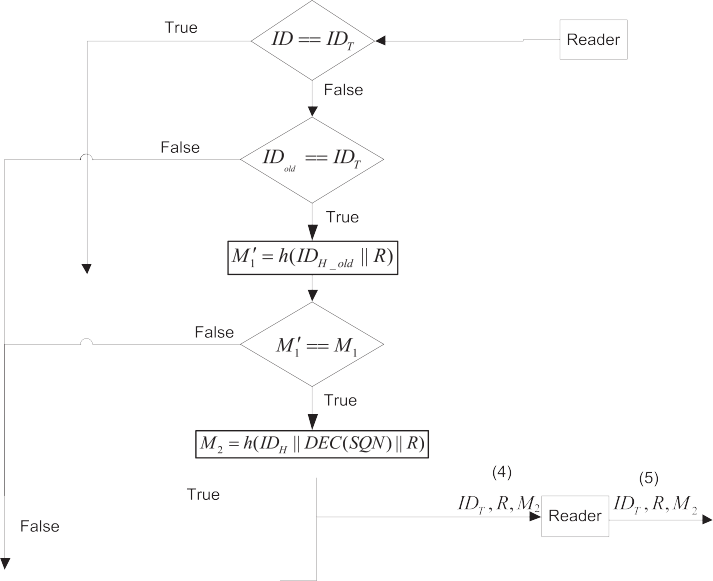 True
ID == ID_T
Reader
False
False
ID_old == ID_T
True
M′_1 = h(ID_H_old || R)
False
M′_1 == M_1
True
M_2 = h(ID_H || DEC(SQN) || R)
True
(4)
(5)
ID_T, R, M_2
Reader
ID_T, R, M_2
False